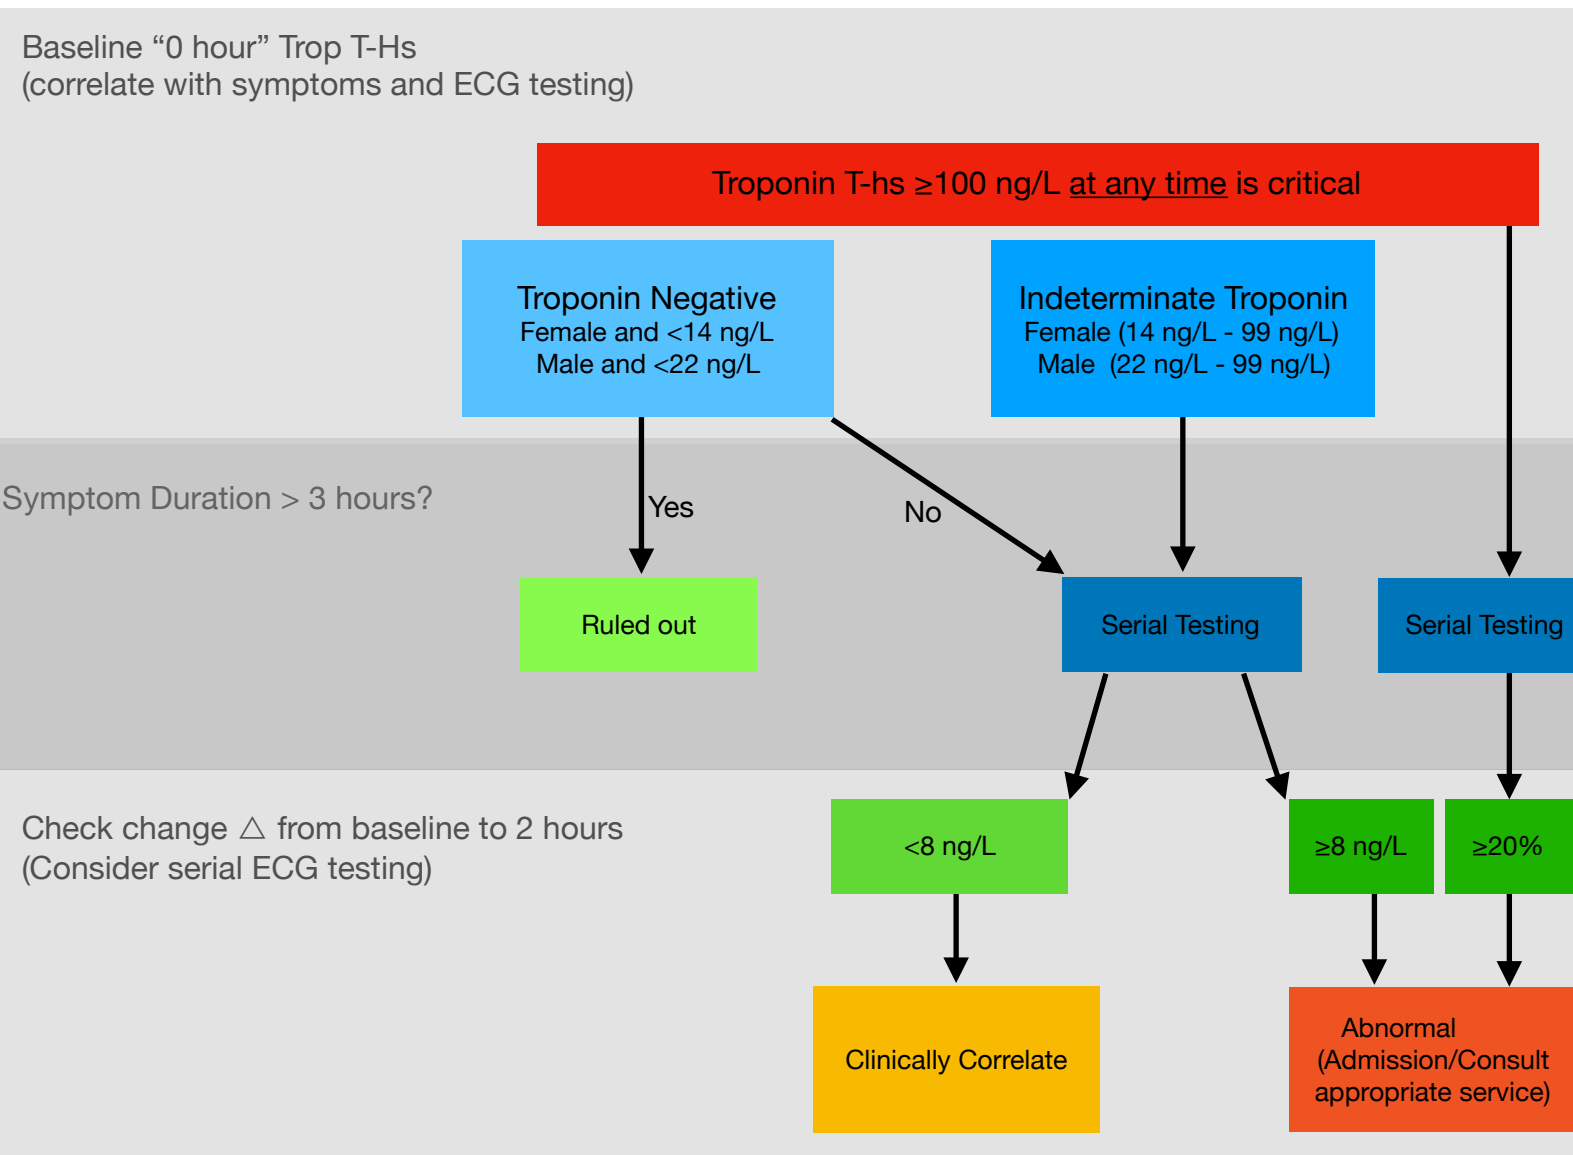 Baseline “0 hour” Trop T-Hs
(correlate with symptoms and ECG testing)
Troponin T-hs ≥100 ng/L at any time is critical
Troponin Negative
Female and <14 ng/L
Male and <22 ng/L
Indeterminate Troponin
Female (14 ng/L - 99 ng/L)
Male (22 ng/L - 99 ng/L)
Symptom Duration > 3 hours?
Yes
No
Ruled out
Serial Testing
Serial Testing
Check change △ from baseline to 2 hours
(Consider serial ECG testing)
<8 ng/L
≥8 ng/L
≥20%
Clinically Correlate
Abnormal
(Admission/Consult
appropriate service)